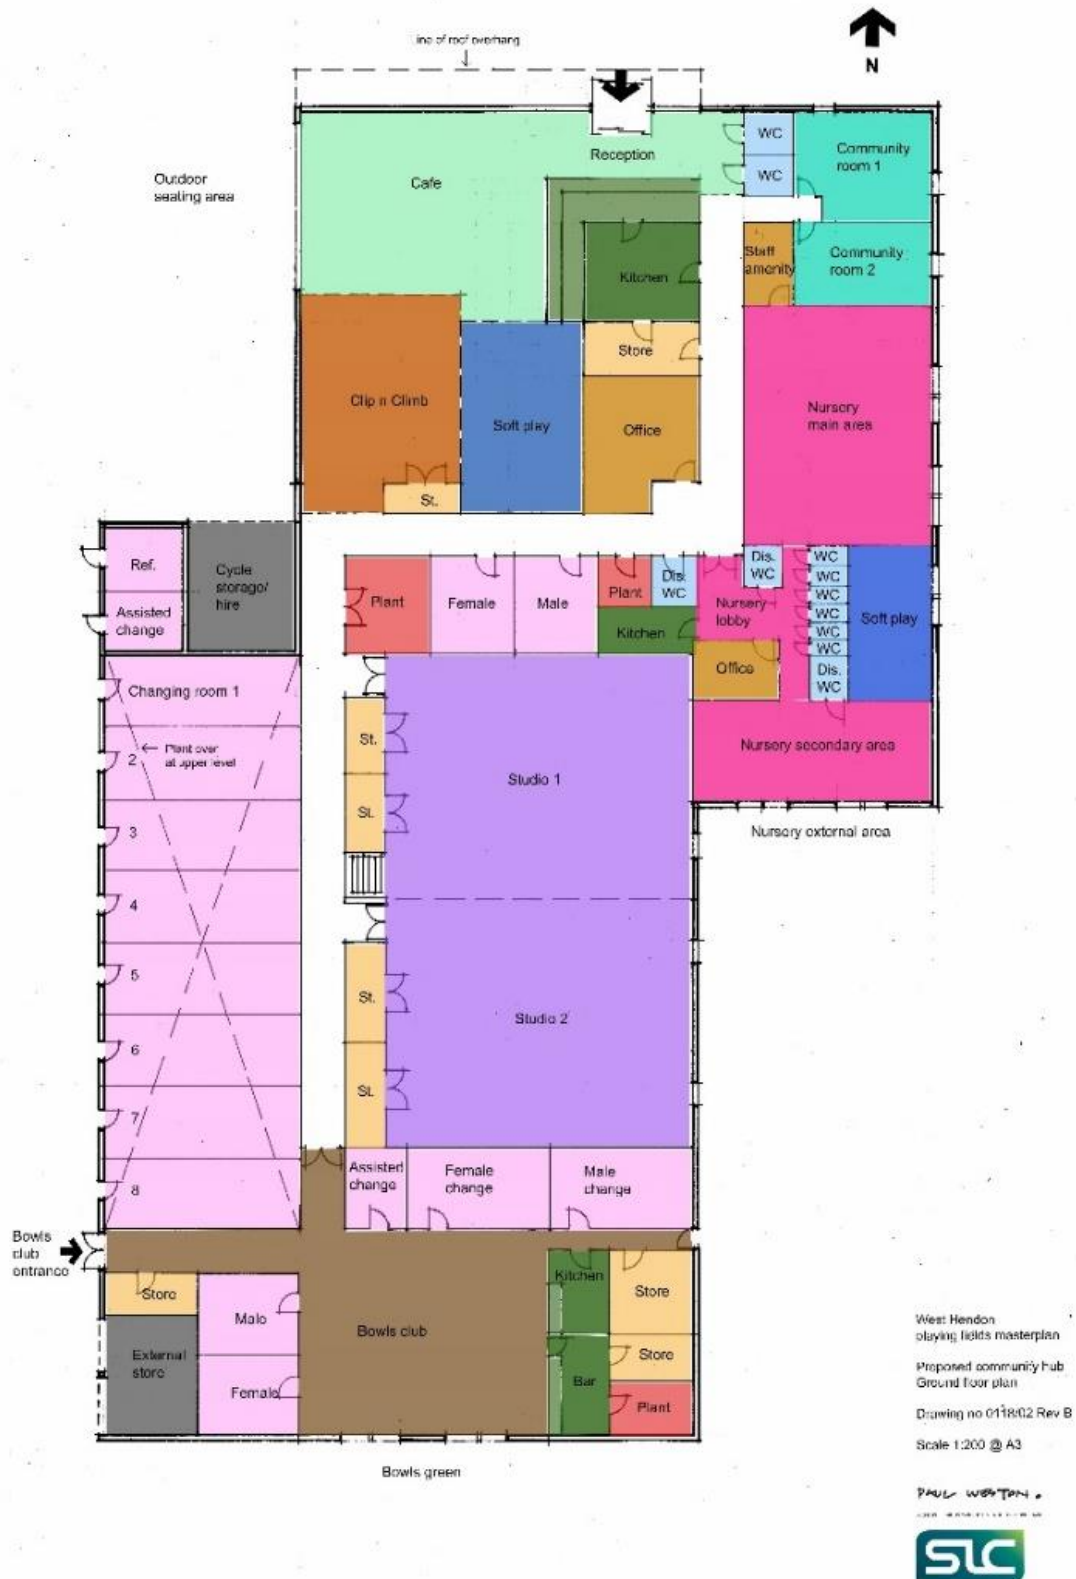 Line of roof overhang
N
Outdoor
seating area
Cafe
Reception
WC
WC
Community
room 1
Staff
amenity
Community
room 2
Kitchen
Store
Clip n Climb
Soft play
Office
Nursery
main area
St.
Ref.
Assisted
change
Cycle
storage/
hire
Plant
Female
Male
Plant
Dis.
WC
Kitchen
Nursery
lobby
Dis.
WC
WC
WC
WC
WC
WC
WC
Dis.
WC
Soft play
Office
Nursery secondary area
Nursery external area
Changing room 1
Plant over
at upper level
2
3
4
5
6
7
8
St.
St.
Studio 1
St.
St.
Studio 2
Assisted
change
Female
change
Male
change
Bowls
club
entrance
Store
Male
External
store
Female
Bowls club
Kitchen
Store
Store
Bar
Plant
Bowls green
West Hendon
playing fields masterplan
Proposed community hub
Ground floor plan
Drawing no 0118/02 Rev B
Scale 1:200 @ A3
PAUL WESTON.
SLC